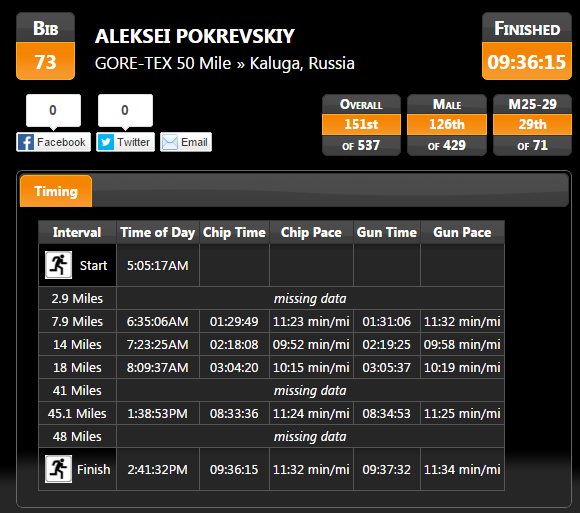 BIB
73
ALEKSEI POKREVSKIY
GORE-TEX 50 Mile » Kaluga, Russia
FINISHED
09:36:15
0
0
Facebook
Twitter
Email
OVERALL
151st
OF 537
MALE
126th
OF 429
M25-29
29th
OF 71
Timing
Interval Time of Day Chip Time Chip Pace Gun Time Gun Pace
Start 5:05:17AM
2.9 Miles missing data
7.9 Miles 6:35:06AM 01:29:49 11:23 min/mi 01:31:06 11:32 min/mi
14 Miles 7:23:25AM 02:18:08 09:52 min/mi 02:19:25 09:58 min/mi
18 Miles 8:09:37AM 03:04:20 10:15 min/mi 03:05:37 10:19 min/mi
41 Miles missing data
45.1 Miles 1:38:53PM 08:33:36 11:24 min/mi 08:34:53 11:25 min/mi
48 Miles missing data
Finish 2:41:32PM 09:36:15 11:32 min/mi 09:37:32 11:34 min/mi